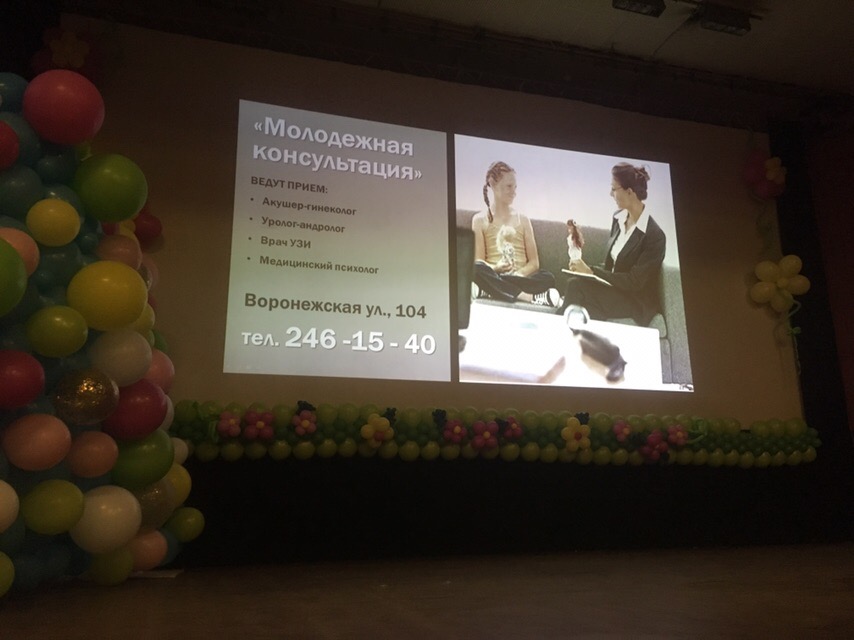 «Молодежная
консультация»
ВЕДУТ ПРИЕМ:
• Акушер-гинеколог
• Уролог-андролог
• Врач УЗИ
• Медицинский психолог
Воронежская ул., 104
тел. 246 -15 - 40